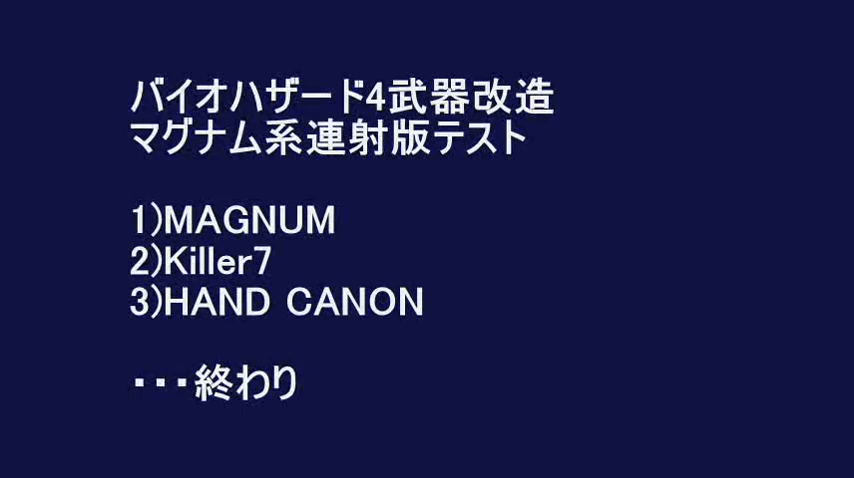 バイオハザード4武器改造
マグナム系連射版テスト
1)MAGNUM
2)Killer7
3)HAND CANON
・・・終わり